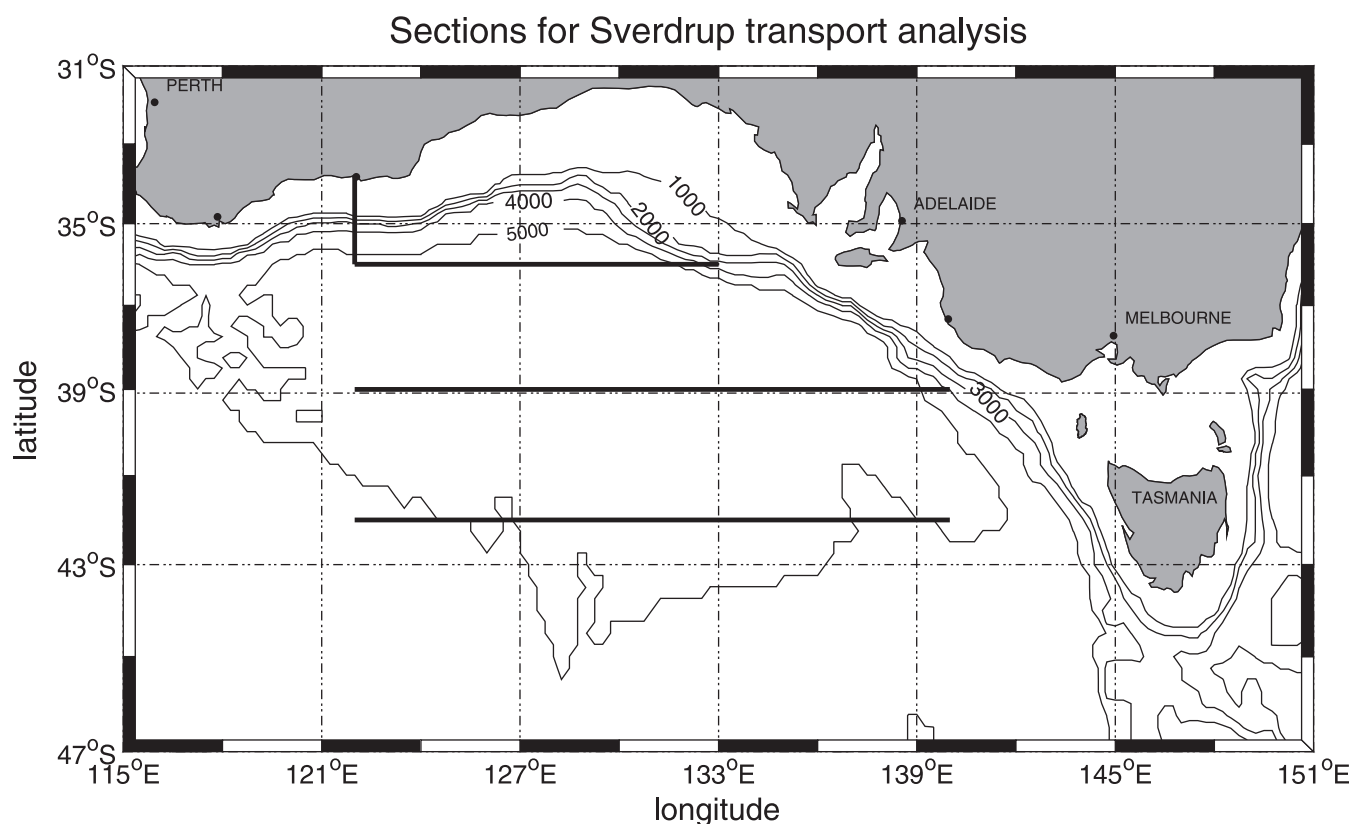 Sections for Sverdrup transport analysis
31°S
PERTH
1000
4000
2000
ADELAIDE
35°S
5000
MELBOURNE
39°S
3000
latitude
TASMANIA
43°S
47°S
115°E 121°E 127°E 133°E 139°E 145°E 151°E
longitude